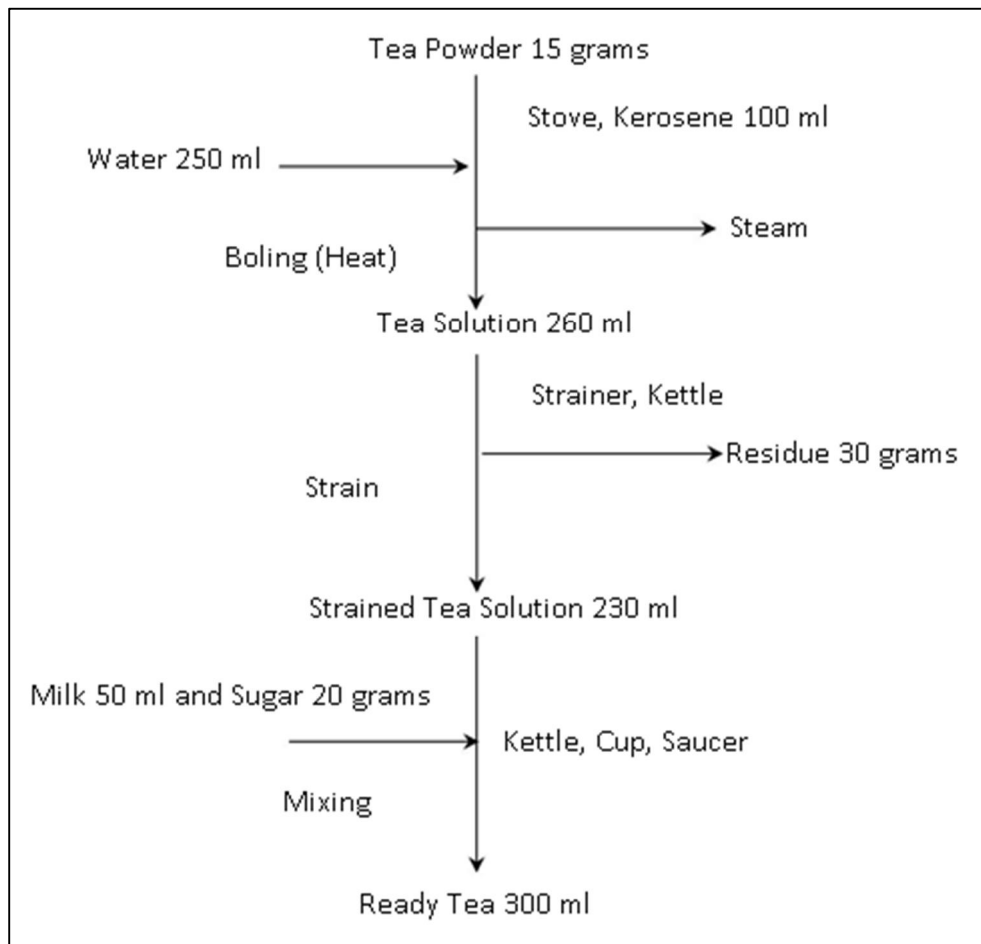 Tea Powder 15 grams
Stove, Kerosene 100 ml
Water 250 ml
Steam
Boling (Heat)
Tea Solution 260 ml
Strainer, Kettle
Residue 30 grams
Strain
Strained Tea Solution 230 ml
Milk 50 ml and Sugar 20 grams
Kettle, Cup, Saucer
Mixing
Ready Tea 300 ml